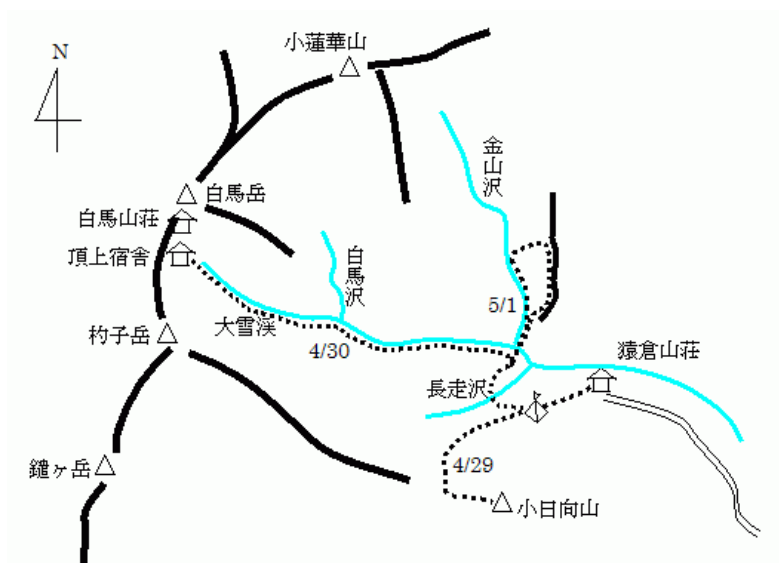 小蓮華山
N
金山沢
白馬岳
白馬山荘
頂上宿舎
白馬沢
大雪渓
5/1
杓子岳
4/30
猿倉山荘
長走沢
鑓ヶ岳
4/29
小日向山